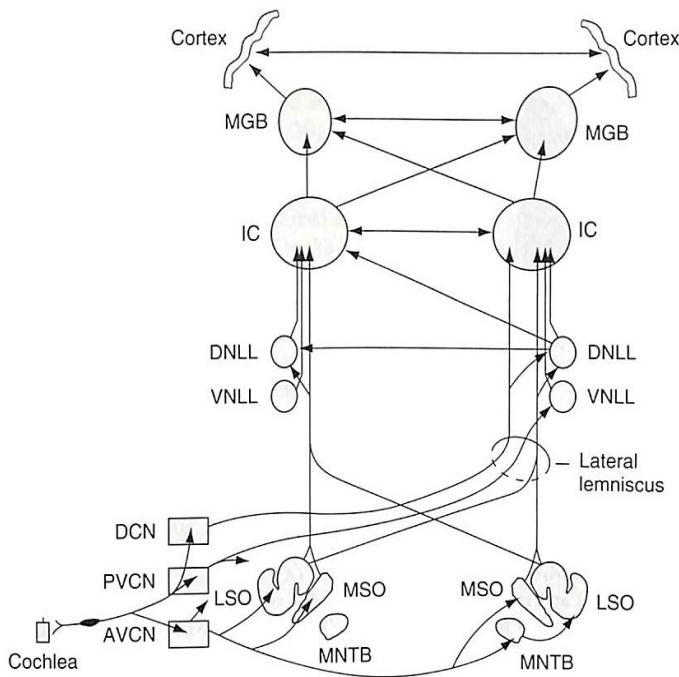 Cortex
Cortex
MGB
MGB
IC
IC
DNLL
DNLL
VNLL
VNLL
Lateral
lemniscus
DCN
PVCN
LSO
MSO
MSO
LSO
AVCN
MNTB
MNTB
Cochlea